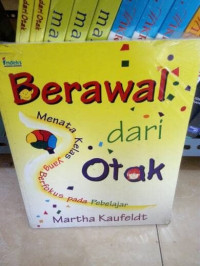 Berawal
dari
Otak
Menata Kelas yang Berfokus pada Pebelajar
Martha Kaufeldt